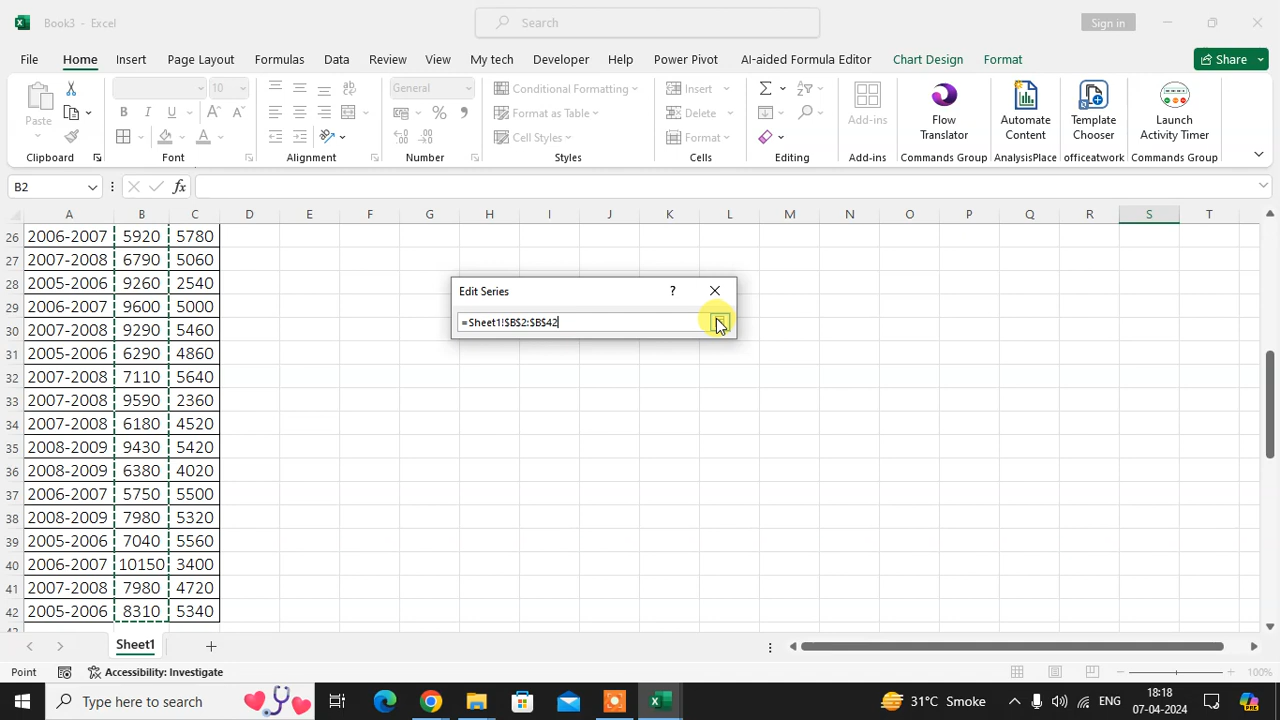 Book3 - Excel
Search
Sign in
File Home Insert Page Layout Formulas Data Review View Developer Help My tech Power Pivot AI-aided Formula Editor Chart Design Format
Share
Paste
Clipboard
10
B I U
A A
A
Font
ab
Alignment
General
% 9
Number
Conditional Formatting
Format as Table
Cell Styles
Styles
Insert
Delete
Format
Cells
Editing
Add-ins
Add-ins
Flow Translator
Commands Group
Automate Content
AnalysisPlace
Template Chooser
officeatwork
Launch Activity Timer
Commands Group
B2
fx
A B C D E F G H I J K L M N O P Q R S T
26 2006-2007 5920 5780
27 2007-2008 6790 5060
28 2005-2006 9260 2540
29 2006-2007 9600 5000
30 2007-2008 9290 5460
31 2005-2006 6290 4860
32 2007-2008 7110 5640
33 2007-2008 9590 2360
34 2007-2008 6180 4520
35 2008-2009 9430 5420
36 2008-2009 6380 4020
37 2006-2007 5750 5500
38 2008-2009 7980 5320
39 2005-2006 7040 5560
40 2006-2007 10150 3400
41 2007-2008 7980 4720
42 2005-2006 8310 5340
Edit Series ?
=Sheet1!$B$2:$B$42
Sheet1
Point
Accessibility: Investigate
100%
Type here to search
31°C Smoke
ENG
18:18
07-04-2024